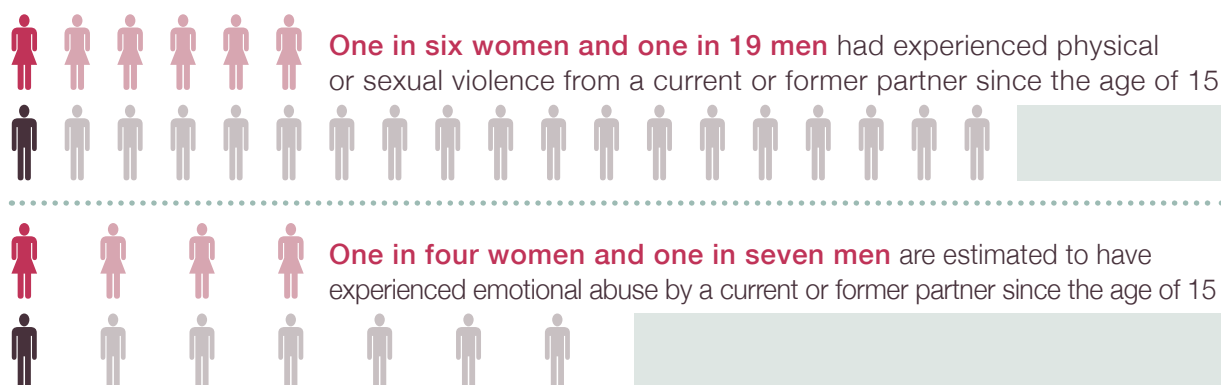 One in six women and one in 19 men had experienced physical
or sexual violence from a current or former partner since the age of 15
One in four women and one in seven men are estimated to have
experienced emotional abuse by a current or former partner since the age of 15